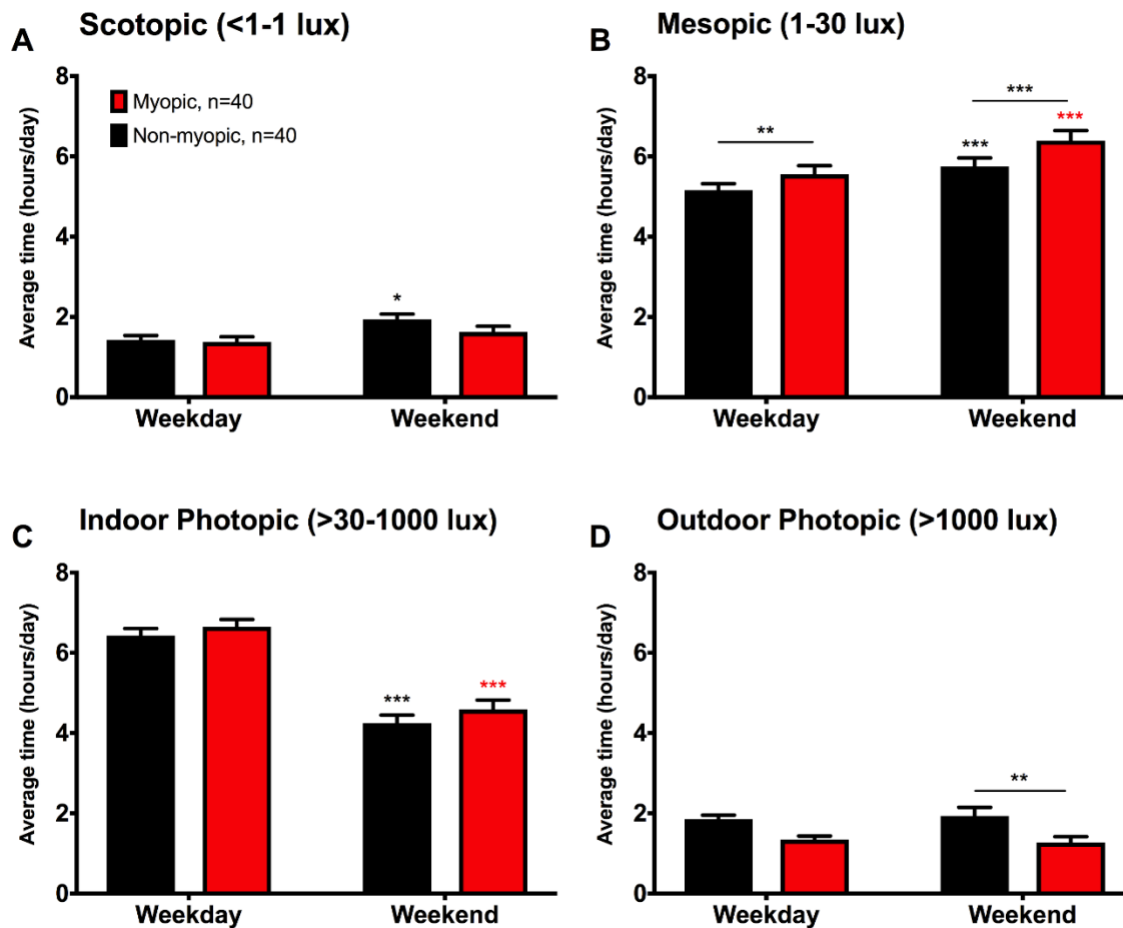 A Scotopic (<1-1 lux)
8
6
4
2
0
Average time (hours/day)
Myopic, n=40
Non-myopic, n=40
*
Weekday Weekend
B Mesopic (1-30 lux)
8
6
4
2
0
Average time (hours/day)
**
***
***
***
Weekday Weekend
C Indoor Photopic (>30-1000 lux)
8
6
4
2
0
Average time (hours/day)
***
***
Weekday Weekend
D Outdoor Photopic (>1000 lux)
8
6
4
2
0
Average time (hours/day)
**
Weekday Weekend